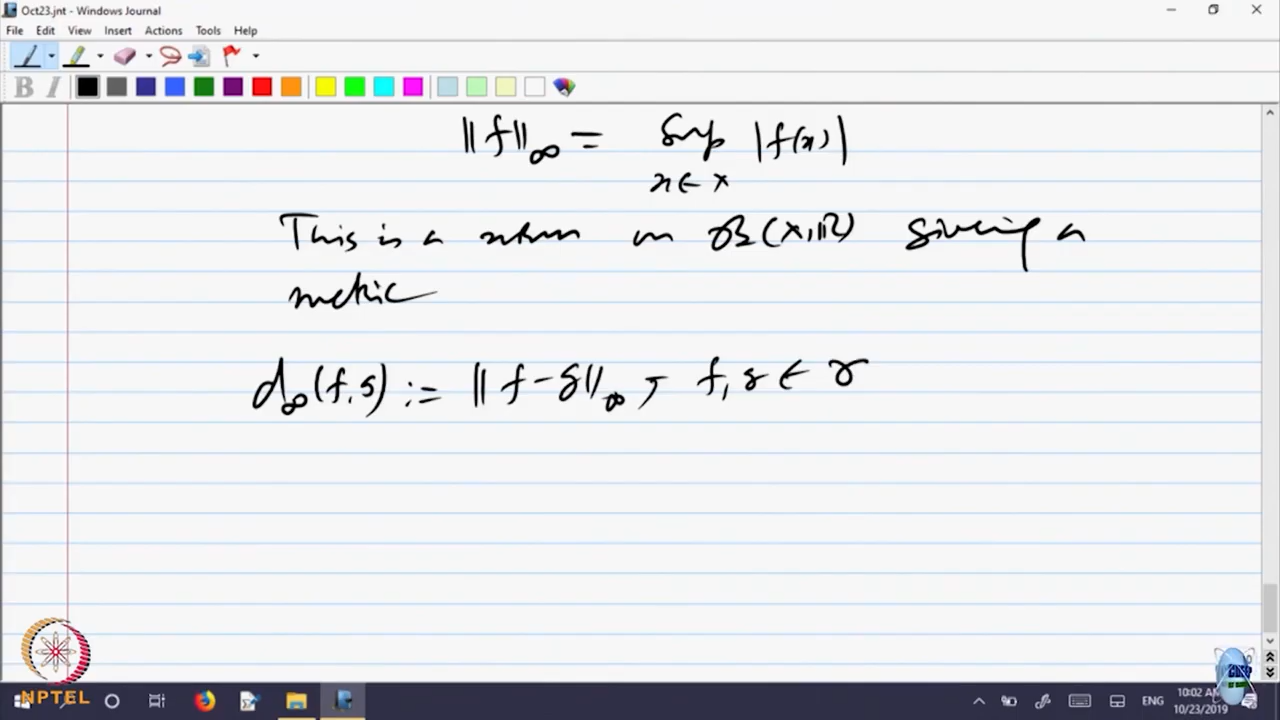 Oct23.jnt - Windows Journal
File Edit View Insert Actions Tools Help
B I
‖f‖∞ = Sup |f(x)|
x∈X
This is a norm on B(X,ℝ) giving a
metric
d∞(f,g) := ‖f-g‖∞, f,g ∈
NPTEL
ENG
10:02 AM
10/23/2019